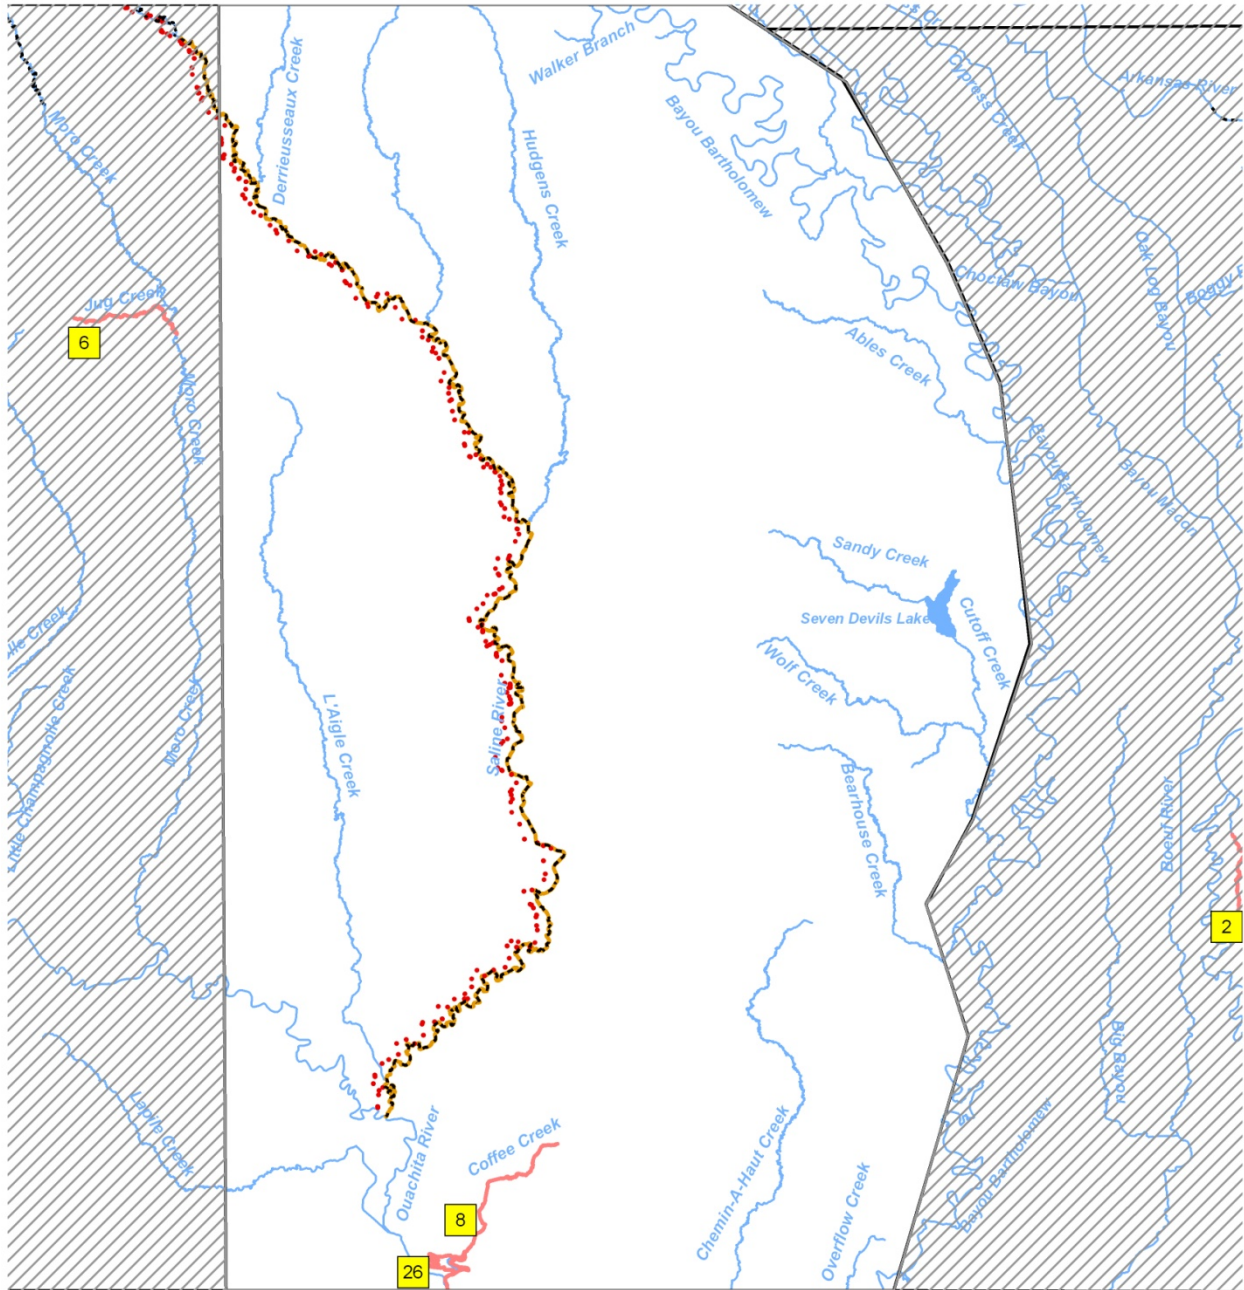 Walker Branch
Derrieusseaux Creek
Cypress Creek
Arkansas River
Moro Creek
Bayou Bartholomew
Hudgens Creek
Oak Log Bayou
Choctaw Bayou
Boggy
Jug Creek
6
Ables Creek
Moro Creek
Bayou Bartholomew
Bayou Macon
Sandy Creek
Seven Devils Lake
Cutoff Creek
Wolf Creek
Little Champagnolle Creek
Moro Creek
L'Aigle Creek
Saline River
Bearhouse Creek
Boeuf River
2
Big Bayou
Lapile Creek
Ouachita River
Coffee Creek
Chemin-A-Haut Creek
Overflow Creek
Bayou Bartholomew
8
26